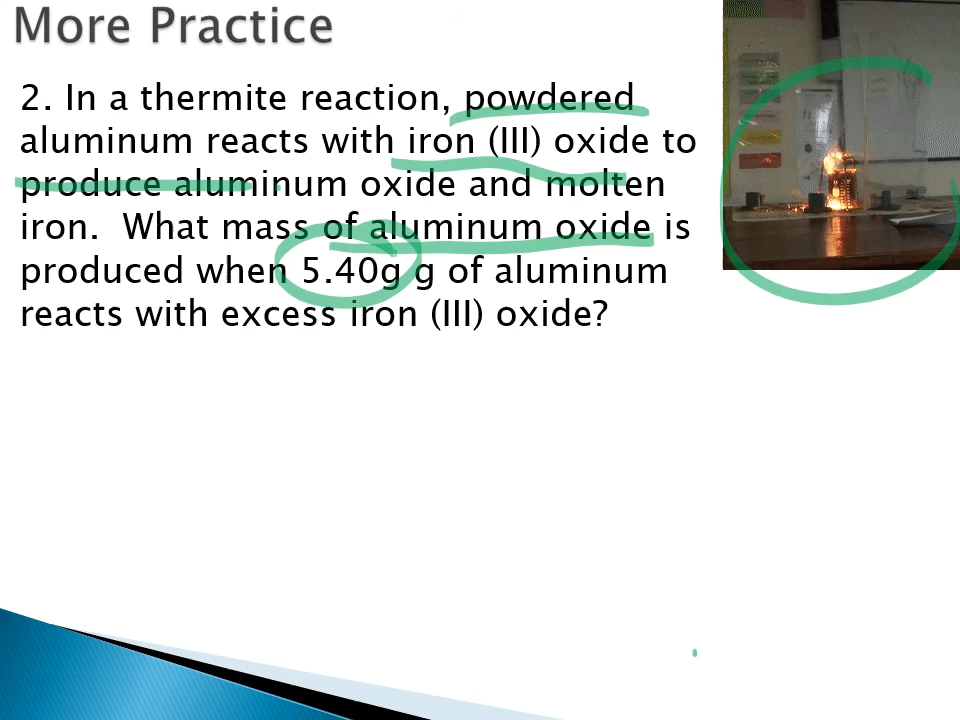 More Practice
2. In a thermite reaction, powdered
aluminum reacts with iron (III) oxide to
produce aluminum oxide and molten
iron.  What mass of aluminum oxide is
produced when 5.40g g of aluminum
reacts with excess iron (III) oxide?